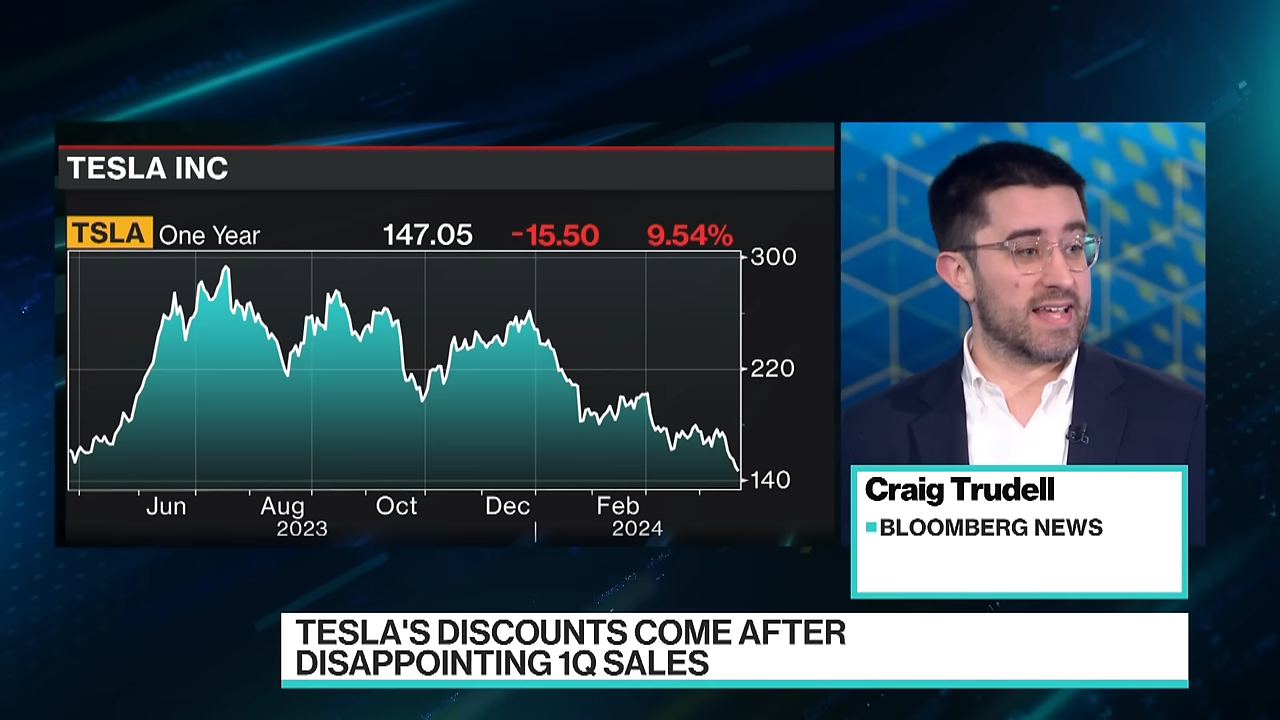 TESLA INC
TSLA One Year 147.05 -15.50 9.54%
300
220
140
Jun Aug Oct Dec Feb
2023 2024
Craig Trudell
BLOOMBERG NEWS
TESLA'S DISCOUNTS COME AFTER
DISAPPOINTING 1Q SALES